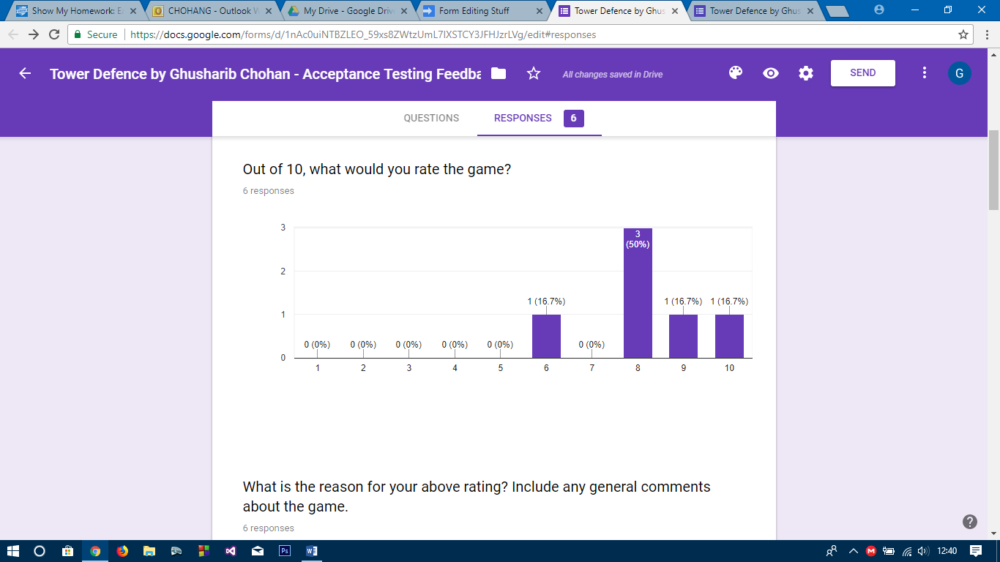 Show My Homework: E
CHOHANG - Outlook W
My Drive - Google Driv
Form Editing Stuff
Tower Defence by Ghus
Tower Defence by Ghus
Secure
https://docs.google.com/forms/d/1nAc0uiNTBZLEO_59xs8ZWtzUmL7IXSTCY3JFHJzrLVg/edit#responses
Tower Defence by Ghusharib Chohan - Acceptance Testing Feedba
All changes saved in Drive
SEND
G
QUESTIONS
RESPONSES 6
Out of 10, what would you rate the game?
6 responses
3
2
1
0
0 (0%) 0 (0%) 0 (0%) 0 (0%) 0 (0%) 1 (16.7%) 0 (0%) 3 (50%) 1 (16.7%) 1 (16.7%)
1 2 3 4 5 6 7 8 9 10
What is the reason for your above rating? Include any general comments
about the game.
6 responses
?
Ps
12:40